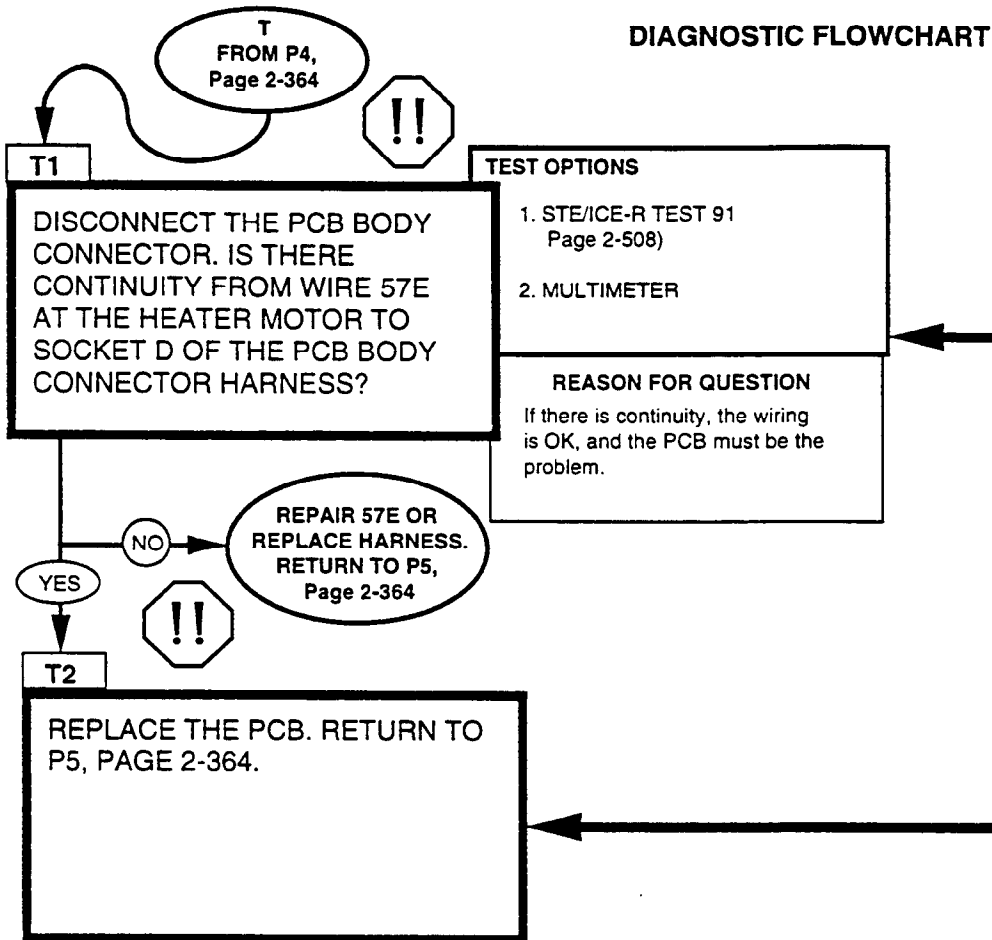 DIAGNOSTIC FLOWCHART
T
FROM P4,
Page 2-364
!!
T1
DISCONNECT THE PCB BODY
CONNECTOR. IS THERE
CONTINUITY FROM WIRE 57E
AT THE HEATER MOTOR TO
SOCKET D OF THE PCB BODY
CONNECTOR HARNESS?
TEST OPTIONS
1. STE/ICE-R TEST 91
Page 2-508)
2. MULTIMETER
REASON FOR QUESTION
If there is continuity, the wiring
is OK, and the PCB must be the
problem.
NO
REPAIR 57E OR
REPLACE HARNESS.
RETURN TO P5,
Page 2-364
YES
!!
T2
REPLACE THE PCB. RETURN TO
P5, PAGE 2-364.